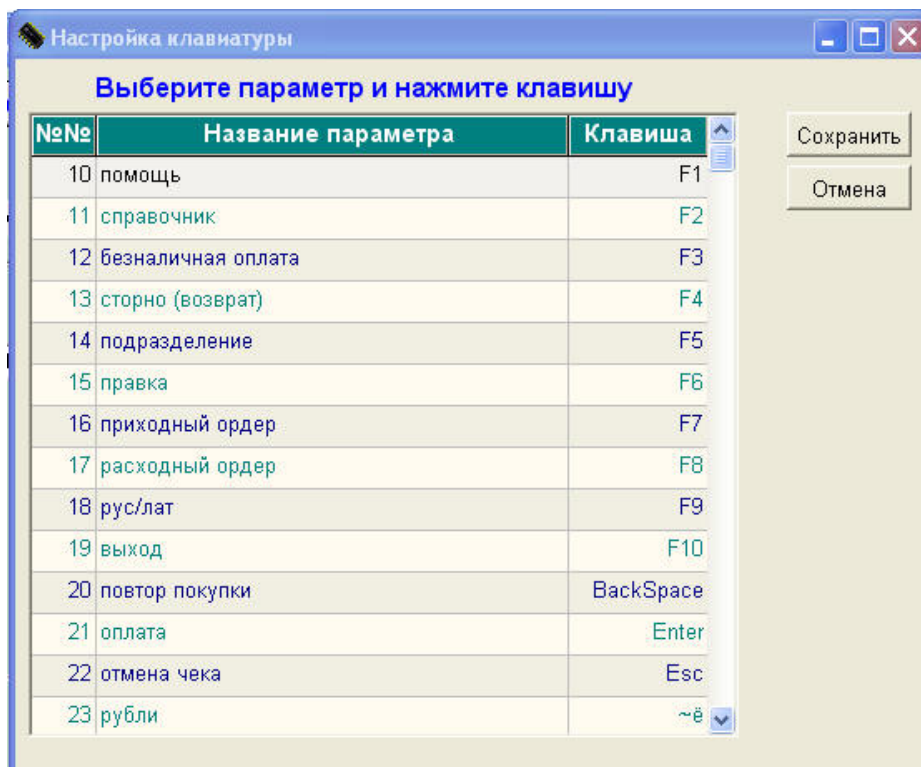 Настройка клавиатуры
Выберите параметр и нажмите клавишу
№№ Название параметра Клавиша
Сохранить
Отмена
10 помощь F1
11 справочник F2
12 безналичная оплата F3
13 сторно (возврат) F4
14 подразделение F5
15 правка F6
16 приходный ордер F7
17 расходный ордер F8
18 рус/лат F9
19 выход F10
20 повтор покупки BackSpace
21 оплата Enter
22 отмена чека Esc
23 рубли ~ё